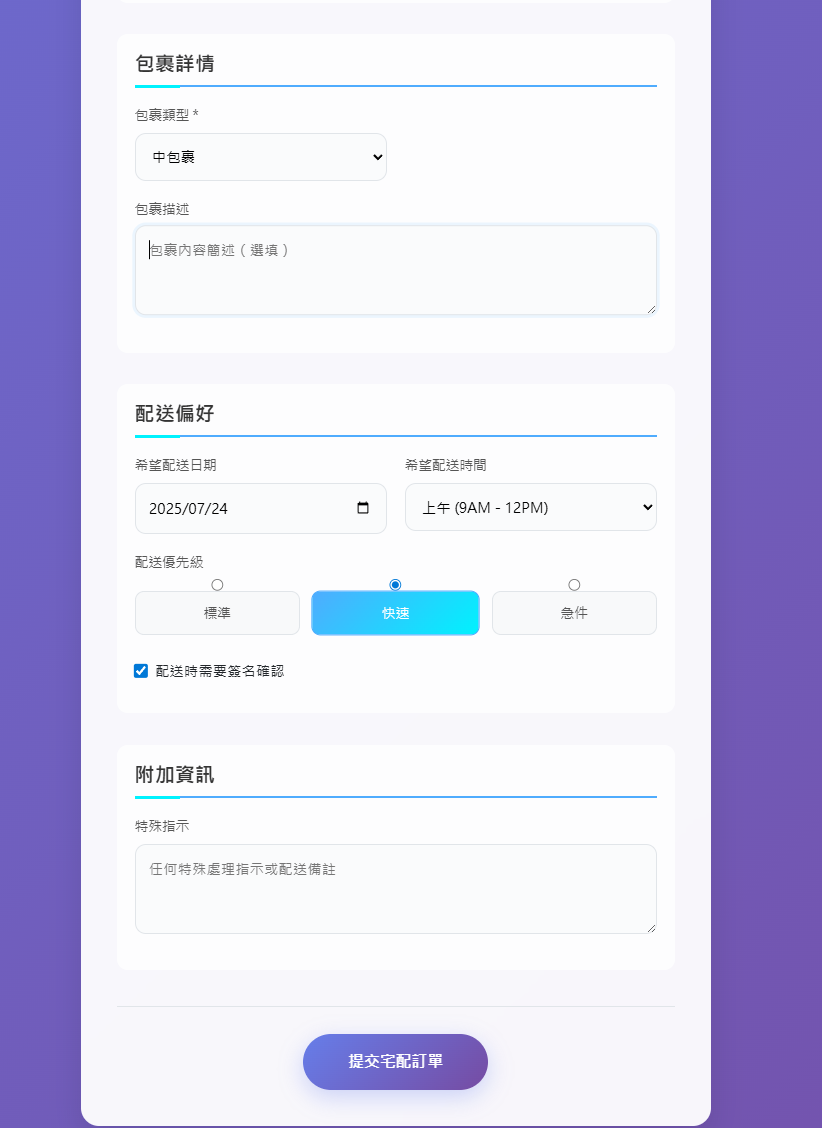 包裹詳情
包裹類型 *
中包裹
包裹描述
包裹內容簡述（選填）
配送偏好
希望配送日期
希望配送時間
2025/07/24
上午 (9AM - 12PM)
配送優先級
標準
快速
急件
配送時需要簽名確認
附加資訊
特殊指示
任何特殊處理指示或配送備註
提交宅配訂單